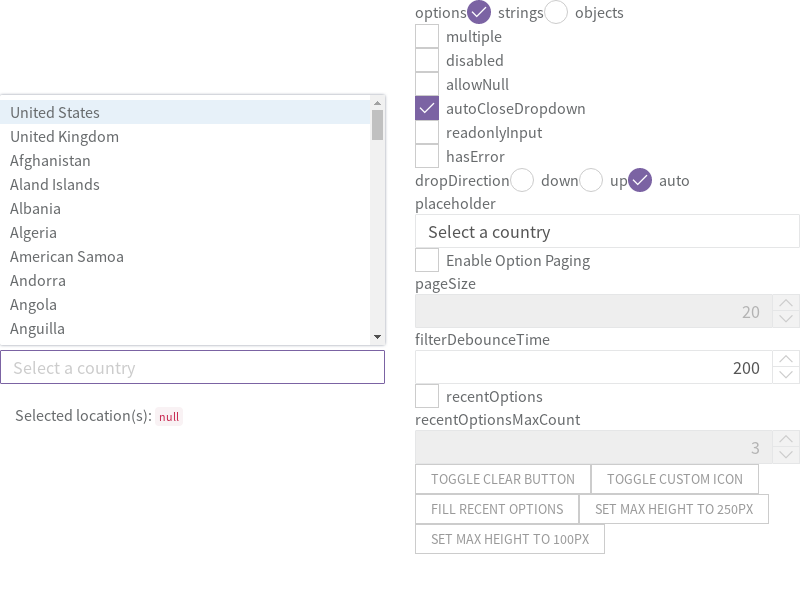 United States
United Kingdom
Afghanistan
Aland Islands
Albania
Algeria
American Samoa
Andorra
Angola
Anguilla
Select a country
Selected location(s): null
options strings objects
multiple
disabled
allowNull
autoCloseDropdown
readonlyInput
hasError
dropDirection down up auto
placeholder
Select a country
Enable Option Paging
pageSize
20
filterDebounceTime
200
recentOptions
recentOptionsMaxCount
3
TOGGLE CLEAR BUTTON TOGGLE CUSTOM ICON
FILL RECENT OPTIONS SET MAX HEIGHT TO 250PX
SET MAX HEIGHT TO 100PX